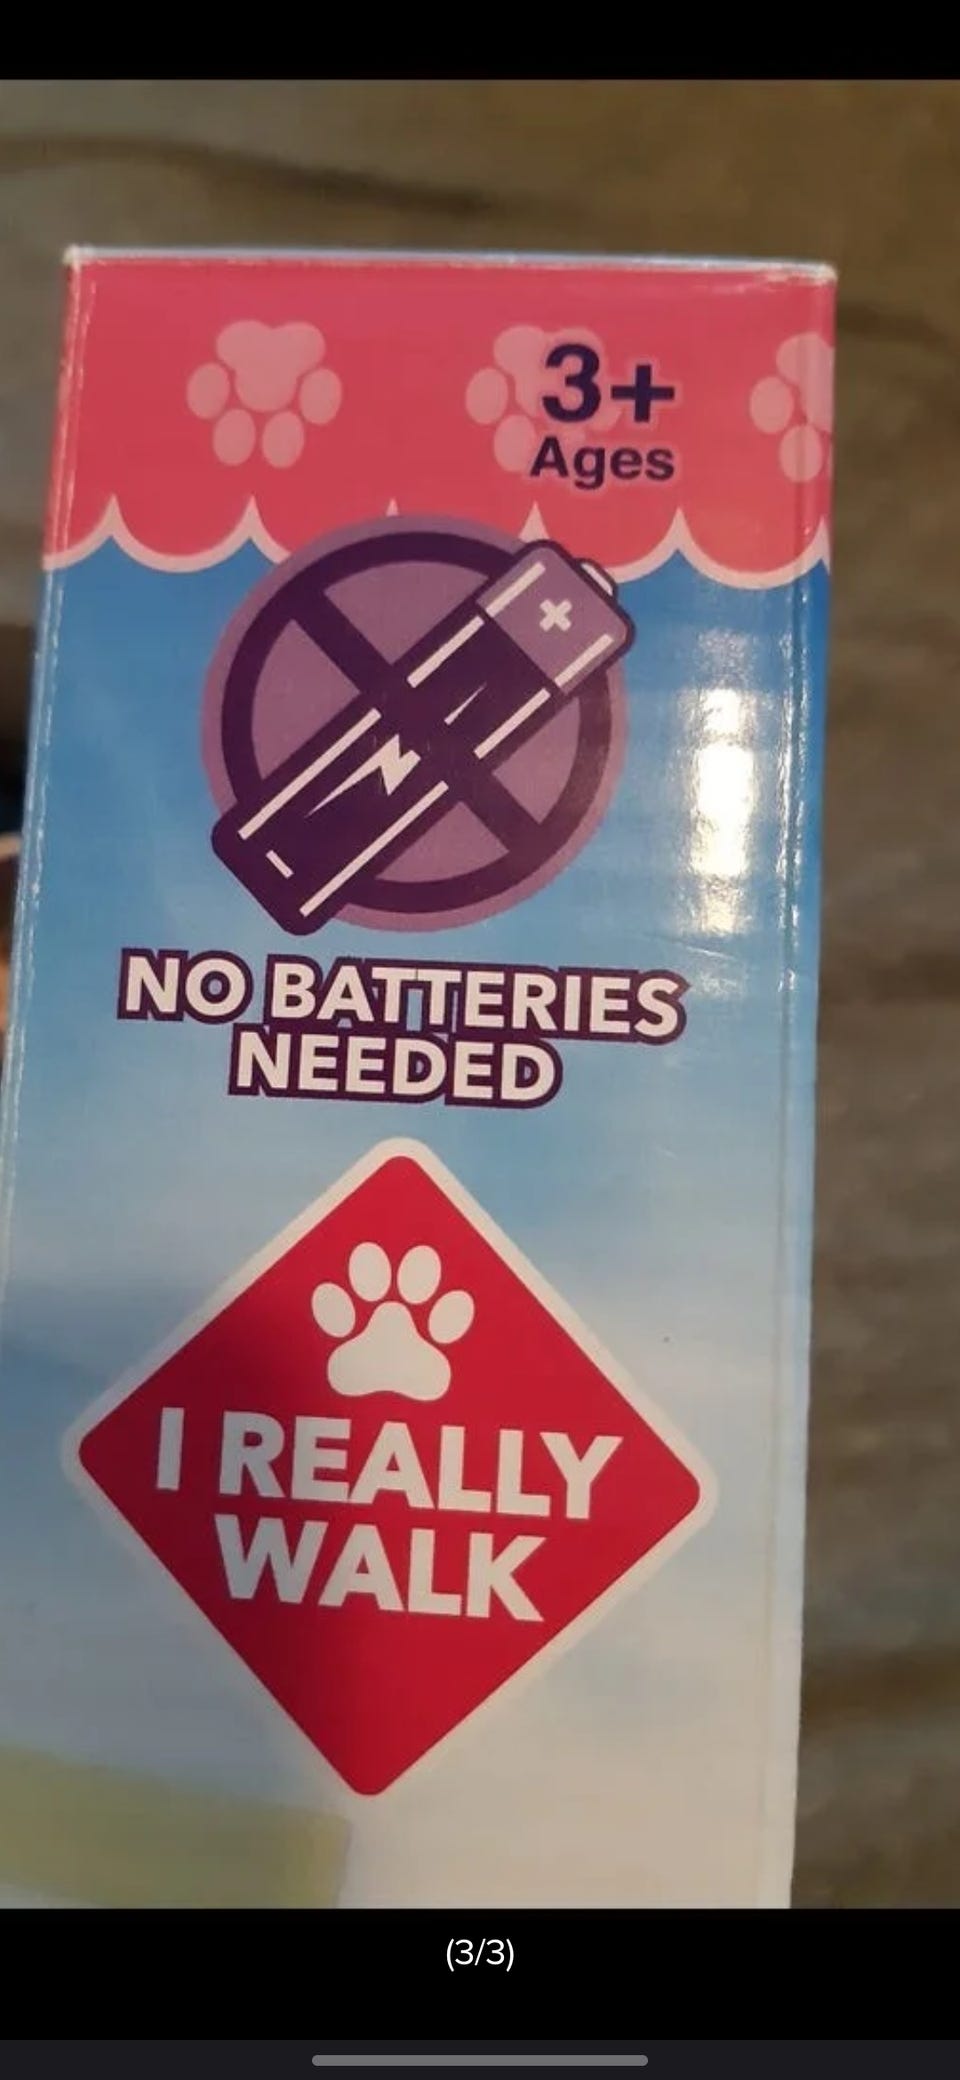 3+
Ages
NO BATTERIES
NEEDED
I REALLY
WALK
(3/3)